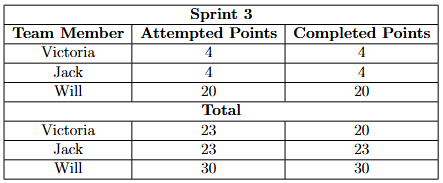 Sprint 3
Team Member Attempted Points Completed Points
Victoria 4 4
Jack 4 4
Will 20 20
Total
Victoria 23 20
Jack 23 23
Will 30 30